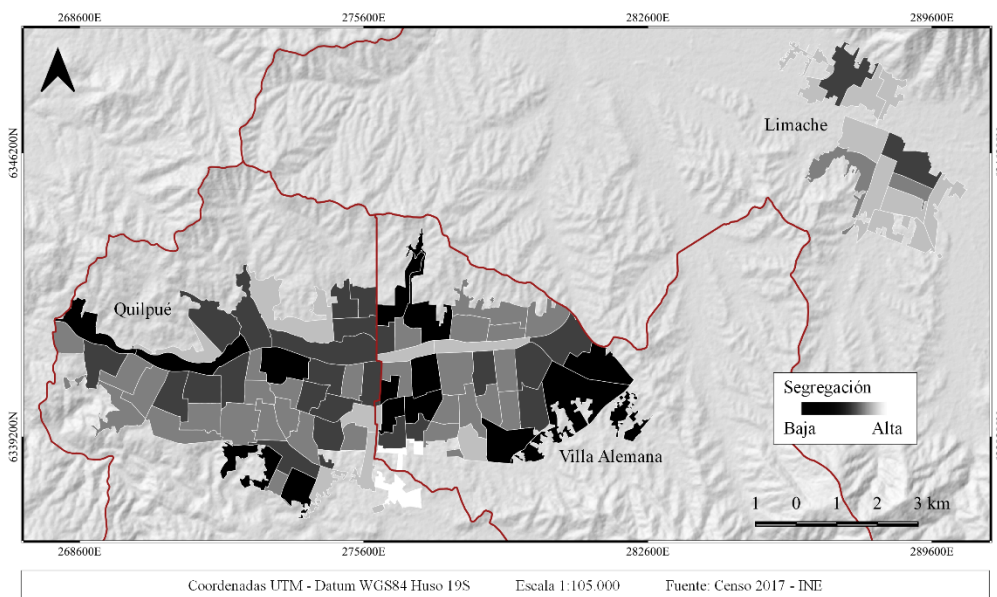 268600E 275600E 282600E 289600E
6346200N
Limache
Quilpué
Segregación
Baja Alta
6339200N
Villa Alemana
1 0 1 2 3 km
268600E 275600E 282600E 289600E
Coordenadas UTM - Datum WGS84 Huso 19S Escala 1:105.000 Fuente: Censo 2017 - INE